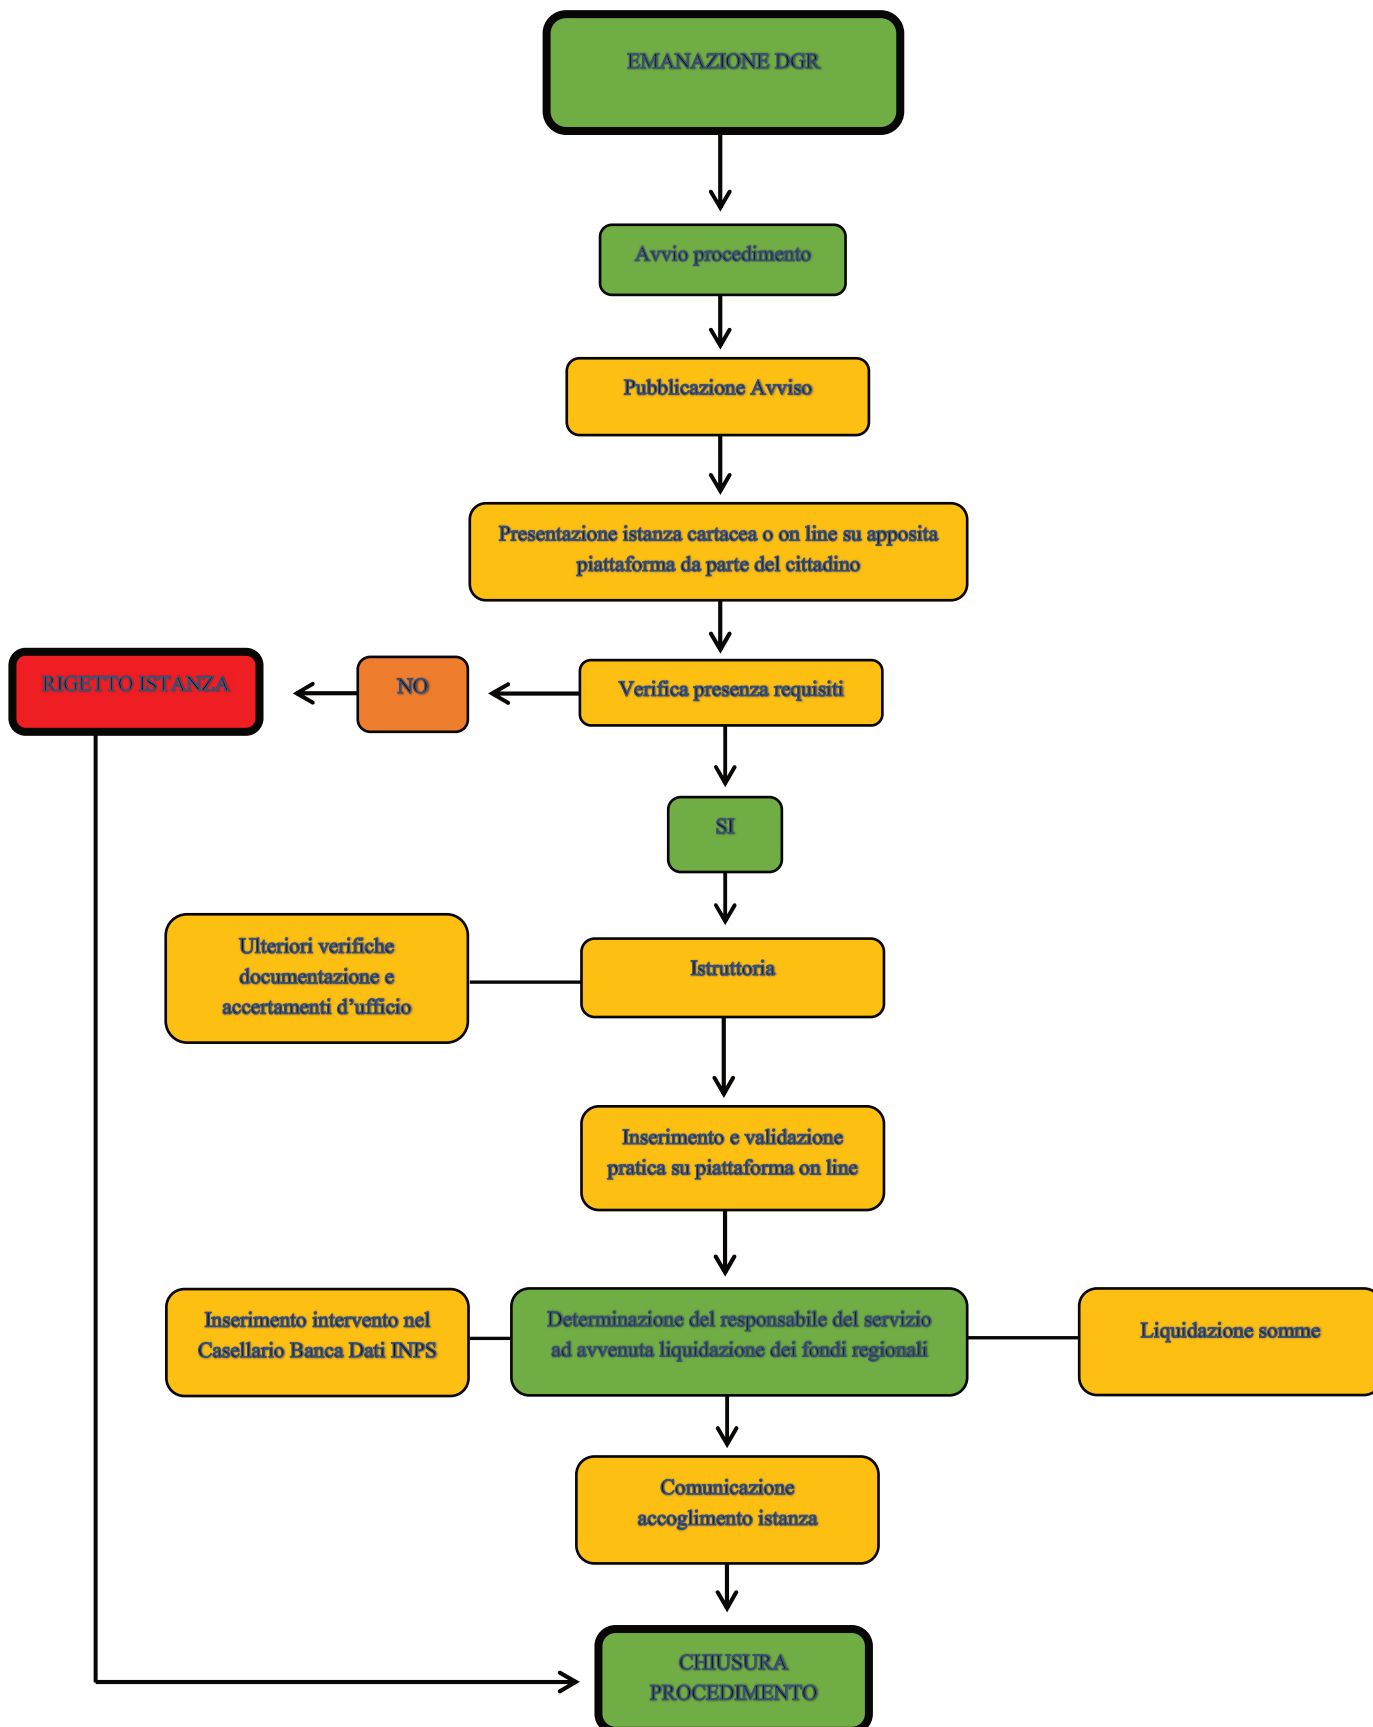 EMANAZIONE DGR
Avvio procedimento
Pubblicazione Avviso
Presentazione istanza cartacea o on line su apposita
piattaforma da parte del cittadino
RIGETTO ISTANZA
NO
Verifica presenza requisiti
SI
Ulteriori verifiche
documentazione e
accertamenti d’ufficio
Istruttoria
Inserimento e validazione
pratica su piattaforma on line
Inserimento intervento nel
Casellario Banca Dati INPS
Determinazione del responsabile del servizio
ad avvenuta liquidazione dei fondi regionali
Liquidazione somme
Comunicazione
accoglimento istanza
CHIUSURA
PROCEDIMENTO